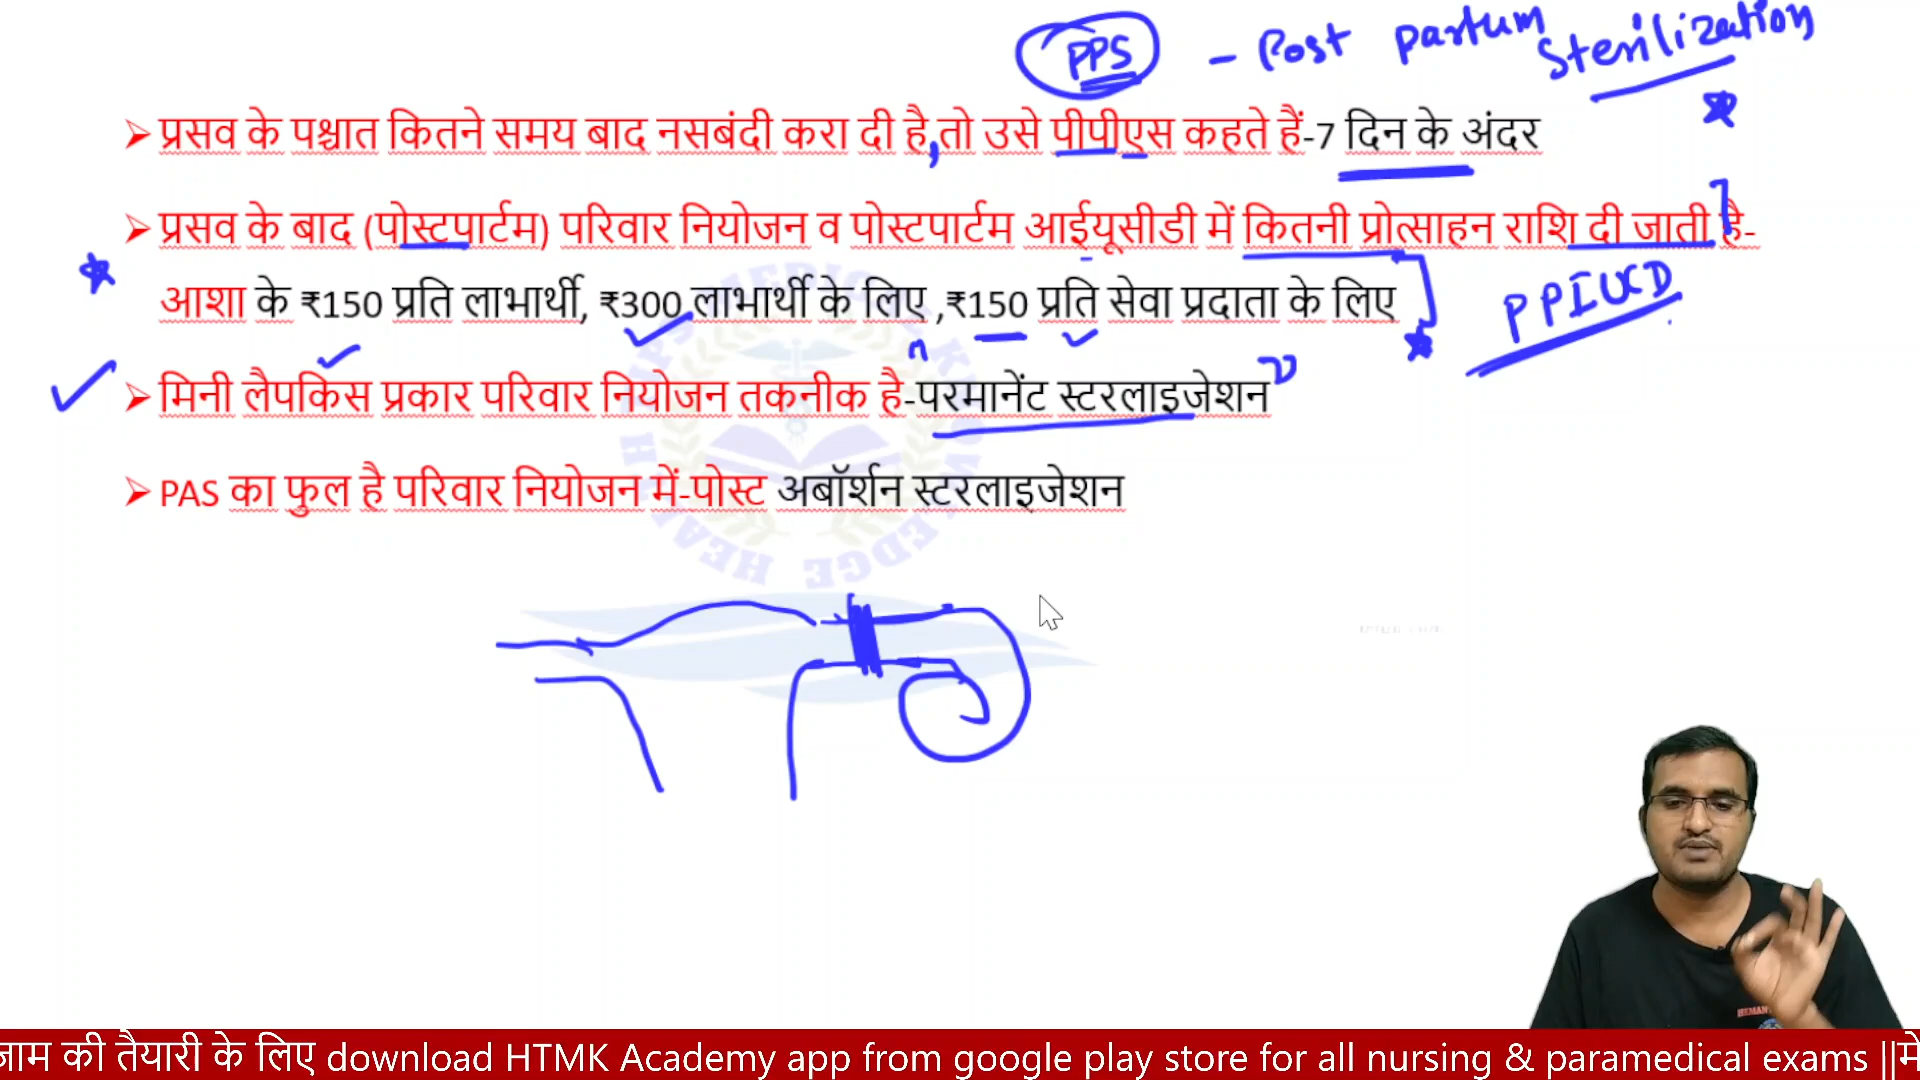 PPS - Post partum Sterilization
➢ प्रसव के पश्चात कितने समय बाद नसबंदी करा दी है,तो उसे पीपीएस कहते हैं-7 दिन के अंदर
➢ प्रसव के बाद (पोस्टपार्टम) परिवार नियोजन व पोस्टपार्टम आईयूसीडी में कितनी प्रोत्साहन राशि दी जाती है-
आशा के ₹150 प्रति लाभार्थी, ₹300 लाभार्थी के लिए ,₹150 प्रति सेवा प्रदाता के लिए
PPIUCD
➢ मिनी लैपकिस प्रकार परिवार नियोजन तकनीक है-परमानेंट स्टरलाइजेशन
➢ PAS का फुल है परिवार नियोजन में-पोस्ट अबॉर्शन स्टरलाइजेशन
की तैयारी के लिए download HTMK Academy app from google play store for all nursing & paramedical exams ||